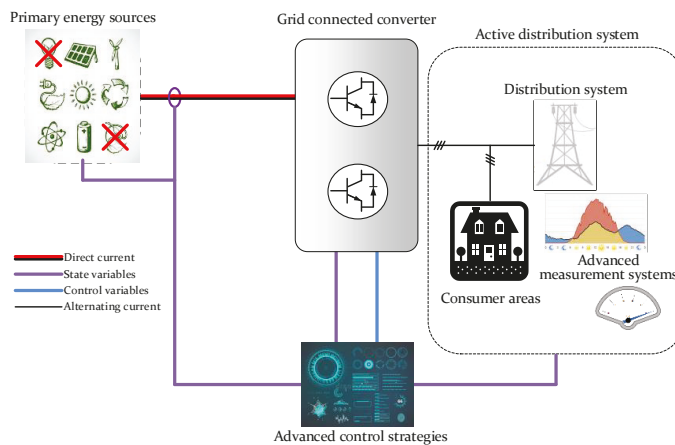 Primary energy sources
Grid connected converter
Active distribution system
Distribution system
Direct current
State variables
Control variables
Alternating current
Consumer areas
Advanced
measurement systems
Advanced control strategies